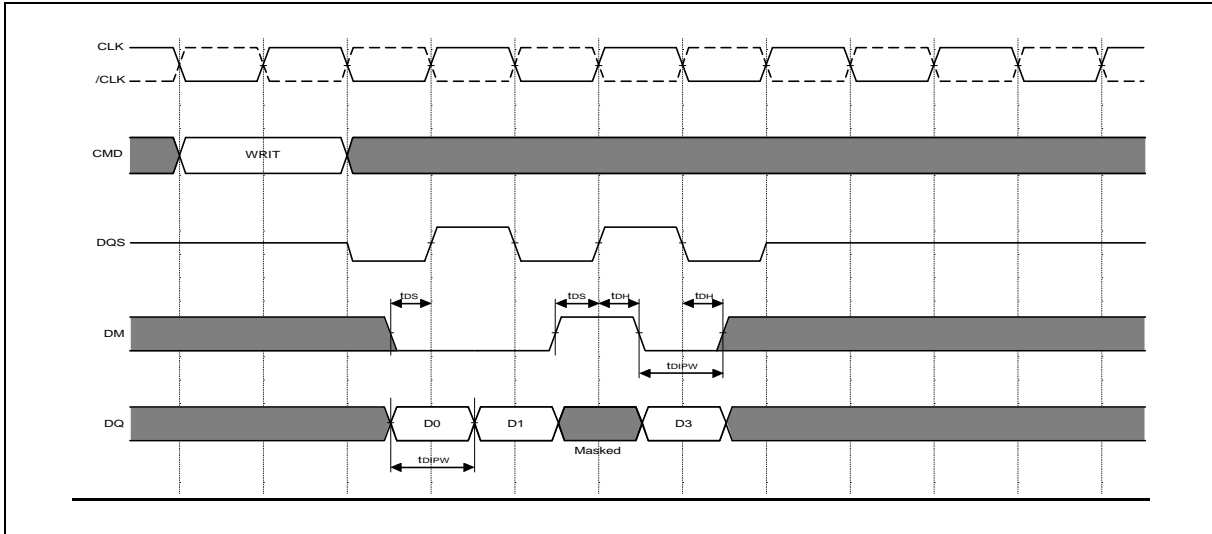 CLK
/CLK
CMD
WRIT
DQS
tDS
tDS
tDH
tDH
DM
tDIPW
DQ
D0
D1
D3
Masked
tDIPW